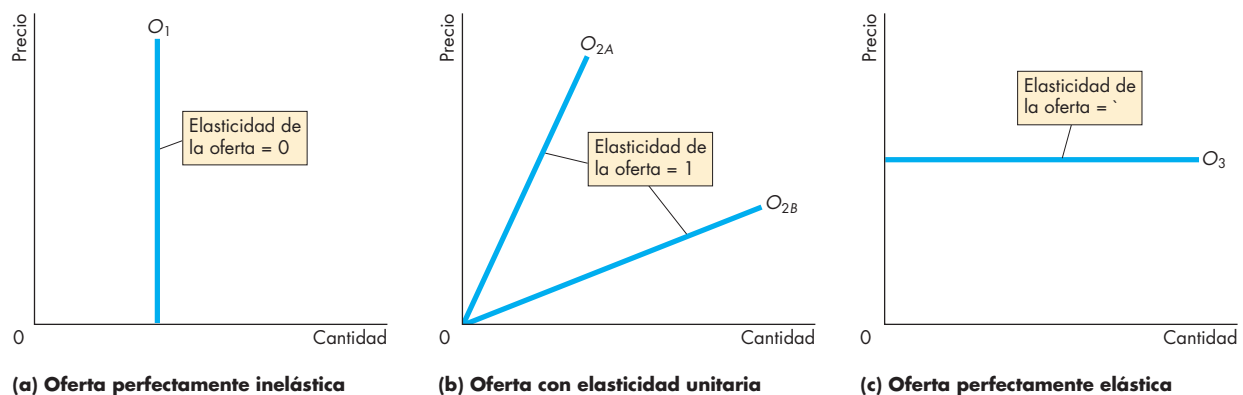 Precio
O1
Elasticidad de
la oferta = 0
0
Cantidad
(a) Oferta perfectamente inelástica
Precio
O2A
Elasticidad de
la oferta = 1
O2B
0
Cantidad
(b) Oferta con elasticidad unitaria
Precio
Elasticidad de
la oferta = `
O3
0
Cantidad
(c) Oferta perfectamente elástica